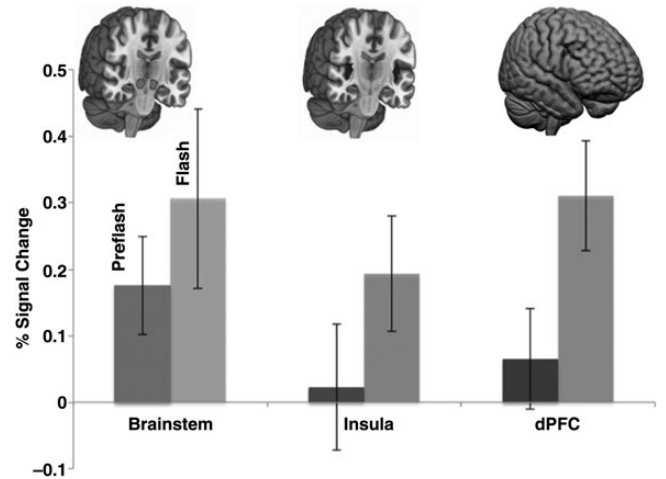 0.5
0.4
0.3
0.2
0.1
0
–0.1
% Signal Change
Preflash
Flash
Brainstem
Insula
dPFC